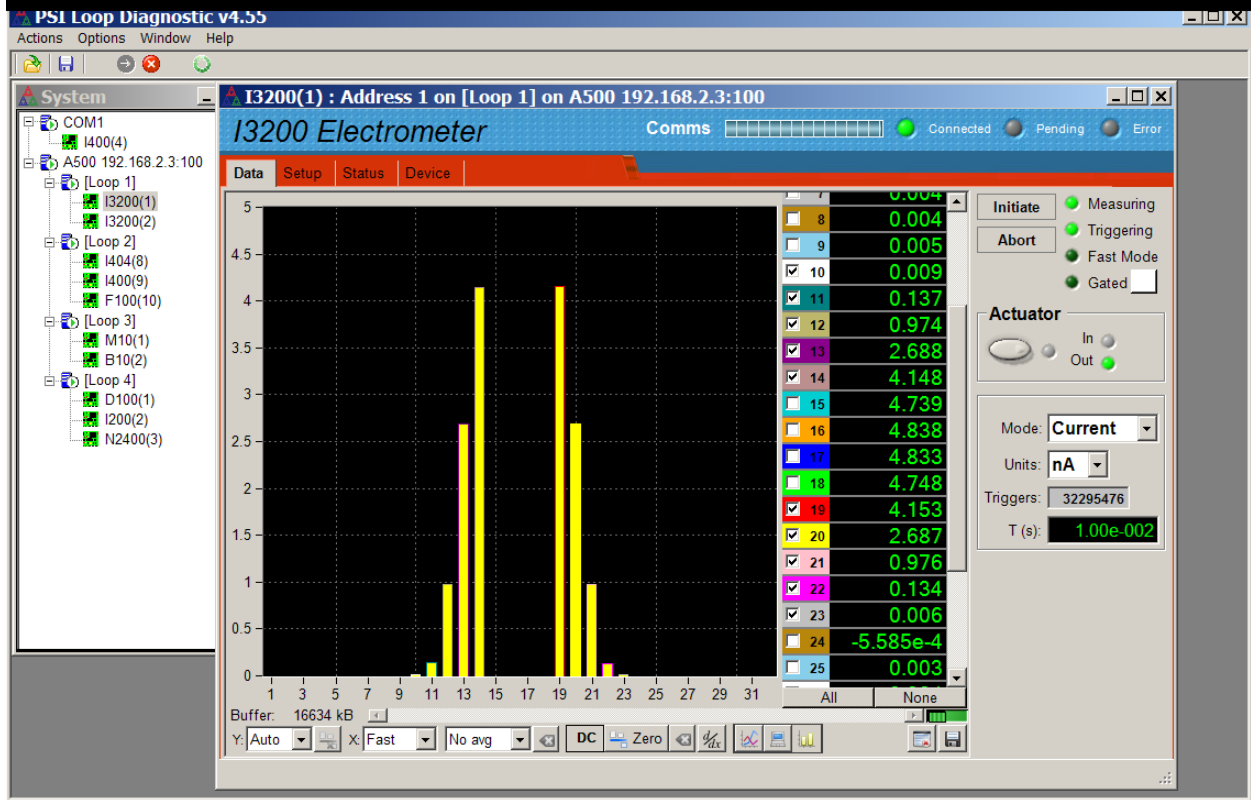 PSI Loop Diagnostic v4.55
Actions Options Window Help
System
COM1
I400(4)
A500 192.168.2.3:100
[Loop 1]
I3200(1)
I3200(2)
[Loop 2]
I404(8)
I400(9)
F100(10)
[Loop 3]
M10(1)
B10(2)
[Loop 4]
D100(1)
I200(2)
N2400(3)
I3200(1) : Address 1 on [Loop 1] on A500 192.168.2.3:100
I3200 Electrometer
Comms Connected Pending Error
Data Setup Status Device
5
4.5
4
3.5
3
2.5
2
1.5
1
0.5
0
1 3 5 7 9 11 13 15 17 19 21 23 25 27 29 31
7 0.004
8 0.004
9 0.005
10 0.009
11 0.137
12 0.974
13 2.688
14 4.148
15 4.739
16 4.838
17 4.833
18 4.748
19 4.153
20 2.687
21 0.976
22 0.134
23 0.006
24 -5.585e-4
25 0.003
All None
Initiate
Abort
Measuring
Triggering
Fast Mode
Gated
Actuator
In
Out
Mode: Current
Units: nA
Triggers: 32295476
T (s): 1.00e-002
Buffer: 16634 kB
Y: Auto X: Fast No avg DC Zero d/dx